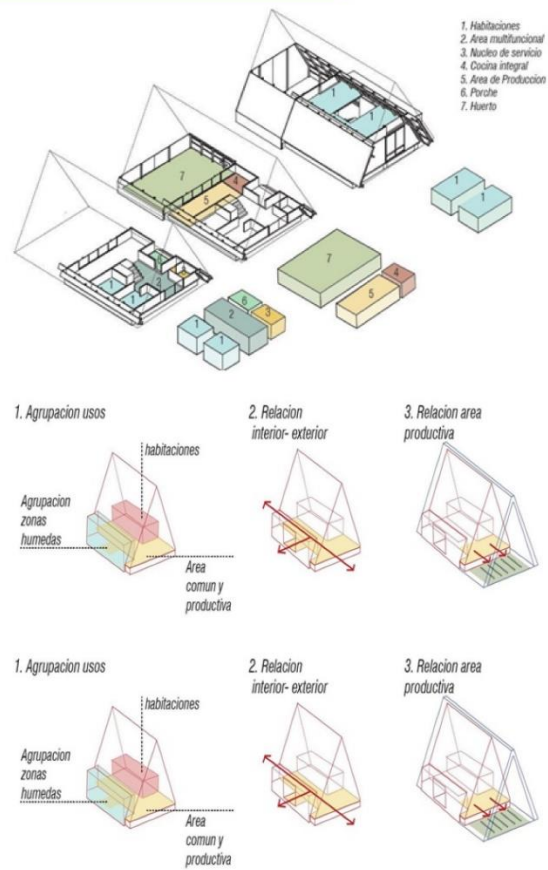 1. Habitaciones
2. Area multifuncional
3. Nucleo de servicio
4. Cocina integral
5. Area de Produccion
6. Porche
7. Huerto
1
1
1
1
7
4
5
7
4
5
6
2
3
1
1
6
3
2
1
1
1. Agrupacion usos
habitaciones
Agrupacion
zonas
humedas
Area
comun y
productiva
2. Relacion
interior- exterior
3. Relacion area
productiva
1. Agrupacion usos
habitaciones
Agrupacion
zonas
humedas
Area
comun y
productiva
2. Relacion
interior- exterior
3. Relacion area
productiva